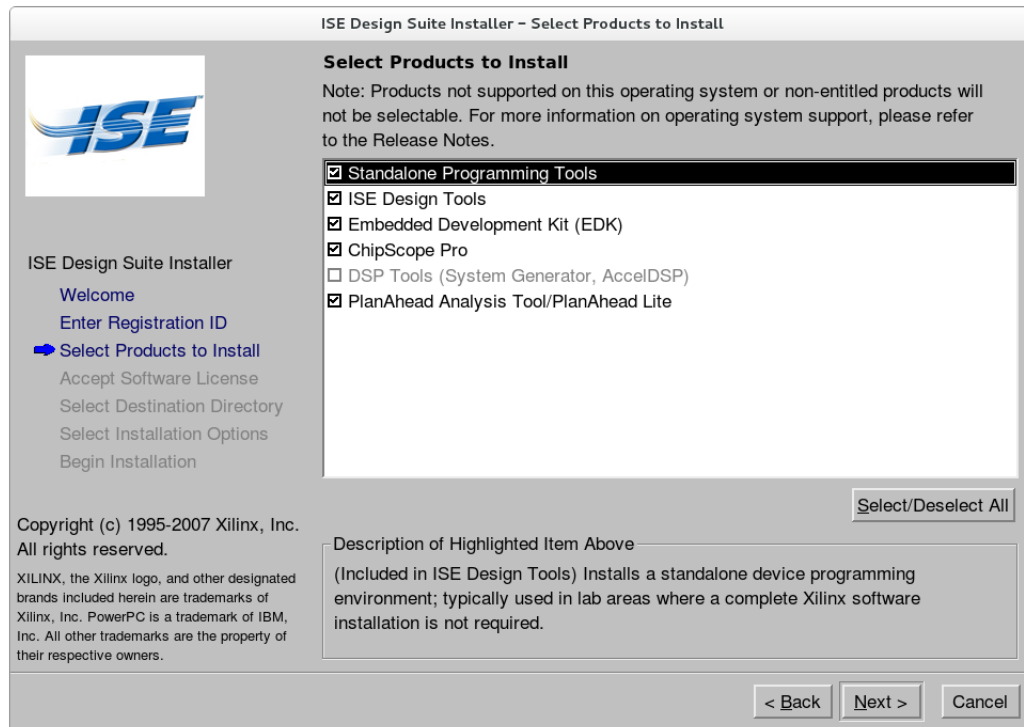 ISE Design Suite Installer – Select Products to Install
ISE
ISE Design Suite Installer
Welcome
Enter Registration ID
Select Products to Install
Accept Software License
Select Destination Directory
Select Installation Options
Begin Installation
Copyright (c) 1995-2007 Xilinx, Inc.
All rights reserved.
XILINX, the Xilinx logo, and other designated
brands included herein are trademarks of
Xilinx, Inc. PowerPC is a trademark of IBM,
Inc. All other trademarks are the property of
their respective owners.
Select Products to Install
Note: Products not supported on this operating system or non-entitled products will
not be selectable. For more information on operating system support, please refer
to the Release Notes.
Standalone Programming Tools
ISE Design Tools
Embedded Development Kit (EDK)
ChipScope Pro
DSP Tools (System Generator, AccelDSP)
PlanAhead Analysis Tool/PlanAhead Lite
Select/Deselect All
Description of Highlighted Item Above
(Included in ISE Design Tools) Installs a standalone device programming
environment; typically used in lab areas where a complete Xilinx software
installation is not required.
< Back Next > Cancel